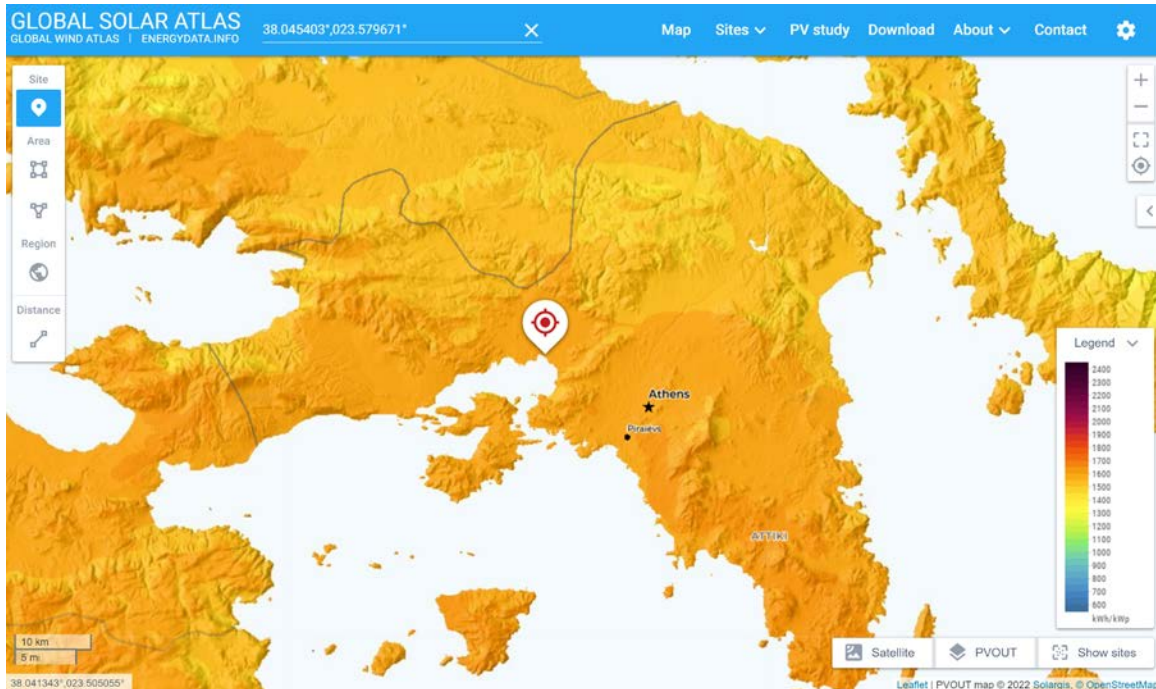 GLOBAL SOLAR ATLAS
GLOBAL WIND ATLAS | ENERGYDATA.INFO
38.045403°,023.579671°
Map Sites PV study Download About Contact
Site
Area
Region
Distance
Athens
Piraievs
ATTIKI
Legend
2400
2300
2200
2100
2000
1900
1800
1700
1600
1500
1400
1300
1200
1100
1000
900
800
700
600
kWh/kWp
10 km
5 mi
38.041343°,023.505055°
Satellite PVOUT Show sites
Leaflet | PVOUT map © 2022 Solargis, © OpenStreetMap